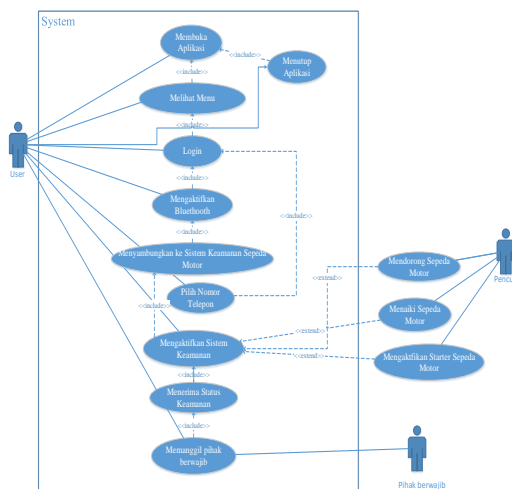 System
Membuka
Aplikasi
<<include>>
Menutup
Aplikasi
<<include>>
Melihat Menu
<<include>>
Login
User
<<include>>
Mengaktifkan
Bluethooth
<<include>>
<<include>>
Menyambungkan ke Sistem Keamanan Sepeda
Motor
Mendorong Sepeda
Motor
Pencu
<<extend>>
Pilih Nomor
Telepon
<<include>>
Menaiki Sepeda
Motor
<<extend>>
Mengaktifkan Sistem
Keamanan
<<extend>>
Mengaktfiikan Starter Sepeda
Motor
<<include>>
Menerima Status
Keamanan
<<include>>
Memanggil pihak
berwajib
Pihak berwajib